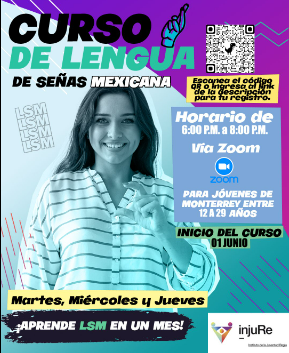 CURSO
DE LENGUA
DE SEÑAS MEXICANA
Escanea el código
QR o ingresa al link
de la descripción
para tu registro.
LSM
LSM
LSM
LSM
Horario de
6:00 P.M. a 8:00 P.M.
Vía Zoom
zoom
PARA JÓVENES DE
MONTERREY ENTRE
12 A 29 AÑOS
INICIO DEL CURSO
01 JUNIO
Martes, Miércoles y Jueves
¡APRENDE LSM EN UN MES!
injuRe